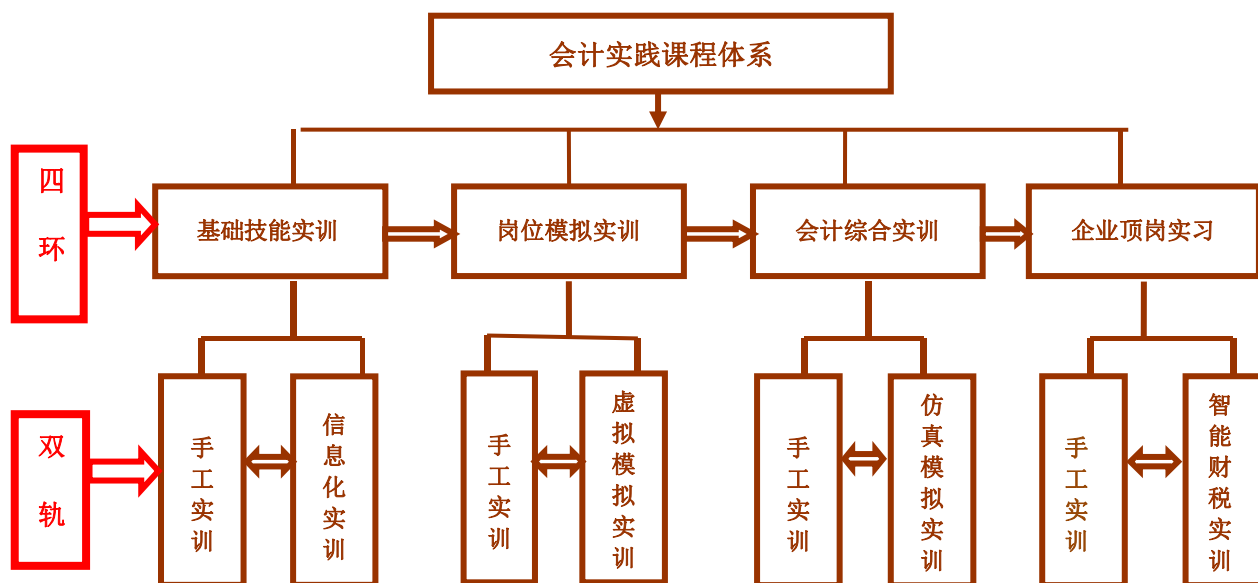 会计实践课程体系
四环
基础技能实训
岗位模拟实训
会计综合实训
企业顶岗实习
双轨
手工实训
信息化实训
手工实训
虚拟模拟实训
手工实训
仿真模拟实训
手工实训
智能财税实训